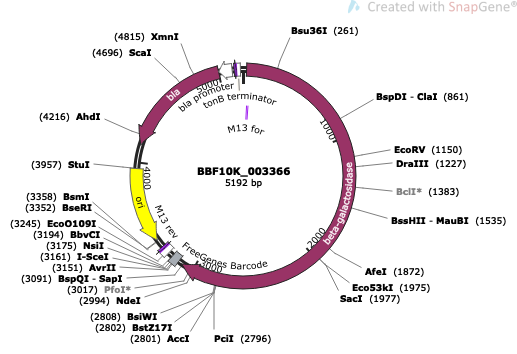 Created with SnapGene®
(4815) XmnI
(4696) ScaI
Bsu36I (261)
BspDI - ClaI (861)
(4216) AhdI
EcoRV (1150)
DraIII (1227)
BclI* (1383)
BssHII - MauBI (1535)
(3957) StuI
BBF10K_003366
5192 bp
(3358) BsmI
(3352) BseRI
(3245) EcoO109I
(3194) BbvCI
(3175) NsiI
(3161) I-SceI
(3151) AvrII
(3091) BspQI - SapI
(3017) PfoI*
(2994) NdeI
(2808) BsiWI
(2802) BstZ17I
(2801) AccI
PciI (2796)
AfeI (1872)
Eco53kI (1975)
SacI (1977)
bla
bla promoter
tonB terminator
M13 for
beta-galactosidase
ori
M13 rev
FreeGenes Barcode
1000
2000
3000
4000
5000